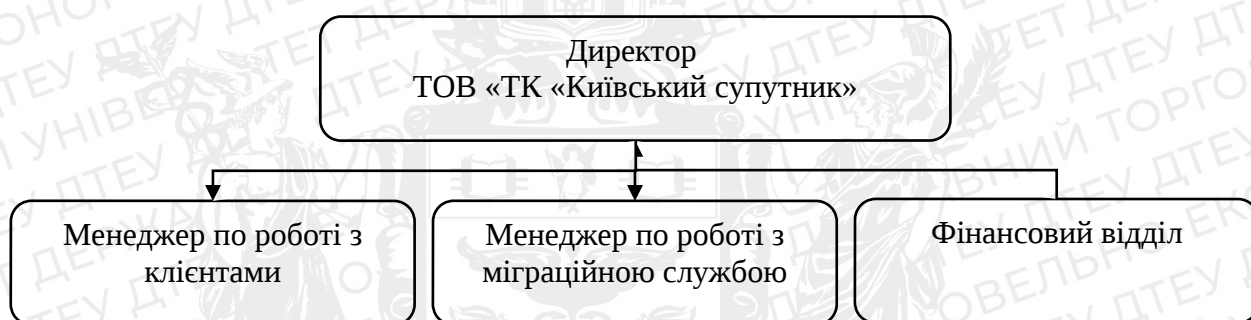 Директор
ТОВ «ТК «Київський супутник»
Менеджер по роботі з
клієнтами
Менеджер по роботі з
міграційною службою
Фінансовий відділ